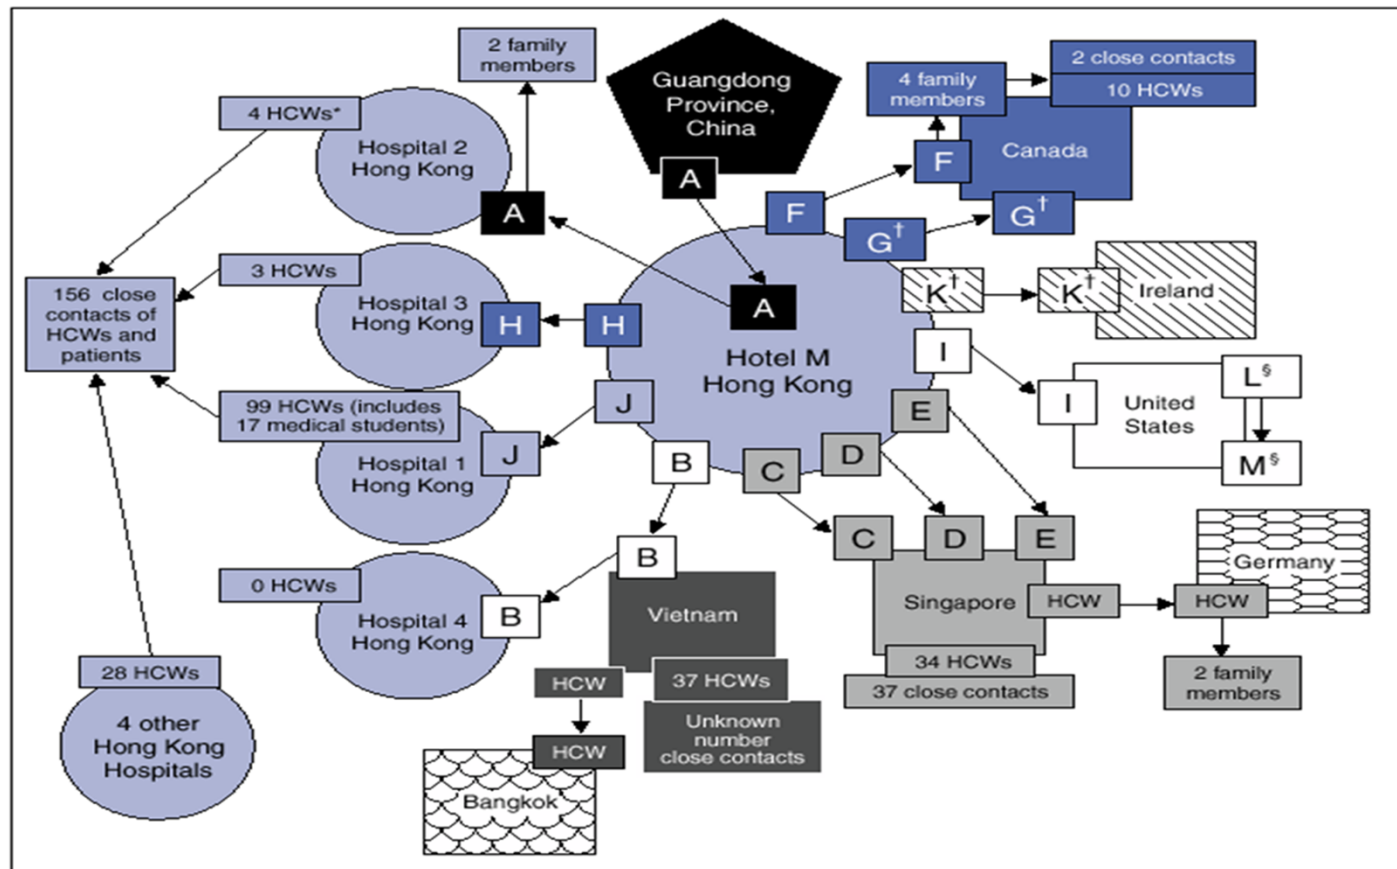 2 family
members
Guangdong
Province,
China
A
4 HCWs*
Hospital 2
Hong Kong
A
4 family
members
2 close contacts
10 HCWs
Canada
F
F
G†
G†
3 HCWs
Hospital 3
Hong Kong
H
H
A
Hotel M
Hong Kong
K†
K†
Ireland
156 close
contacts of
HCWs and
patients
I
I
United
States
L§
M§
99 HCWs (includes
17 medical students)
Hospital 1
Hong Kong
J
J
B
C
D
E
0 HCWs
Hospital 4
Hong Kong
B
B
Vietnam
HCW
37 HCWs
Unknown
number
close contacts
HCW
Bangkok
C
D
E
Singapore
HCW
34 HCWs
37 close contacts
Germany
HCW
2 family
members
28 HCWs
4 other
Hong Kong
Hospitals